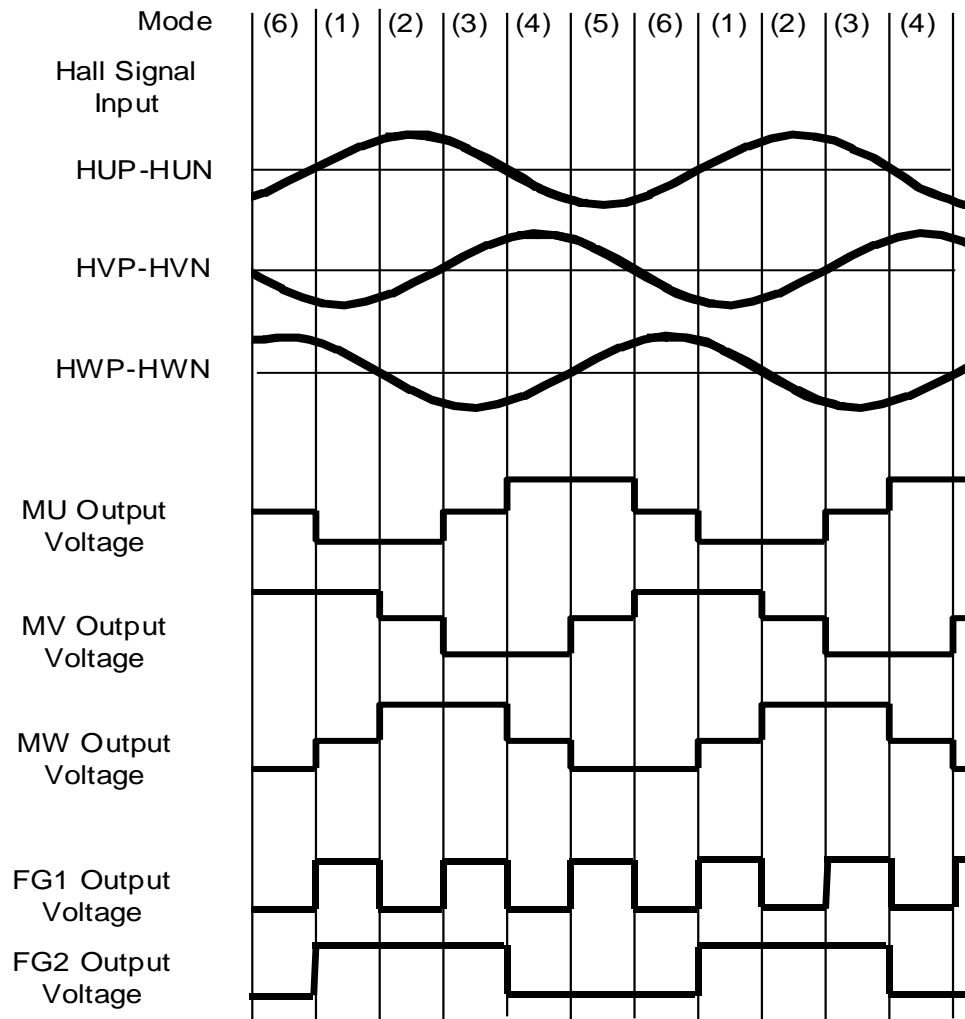 Mode (6) (1) (2) (3) (4) (5) (6) (1) (2) (3) (4)
Hall Signal
Input
HUP-HUN
HVP-HVN
HWP-HWN
MU Output
Voltage
MV Output
Voltage
MW Output
Voltage
FG1 Output
Voltage
FG2 Output
Voltage